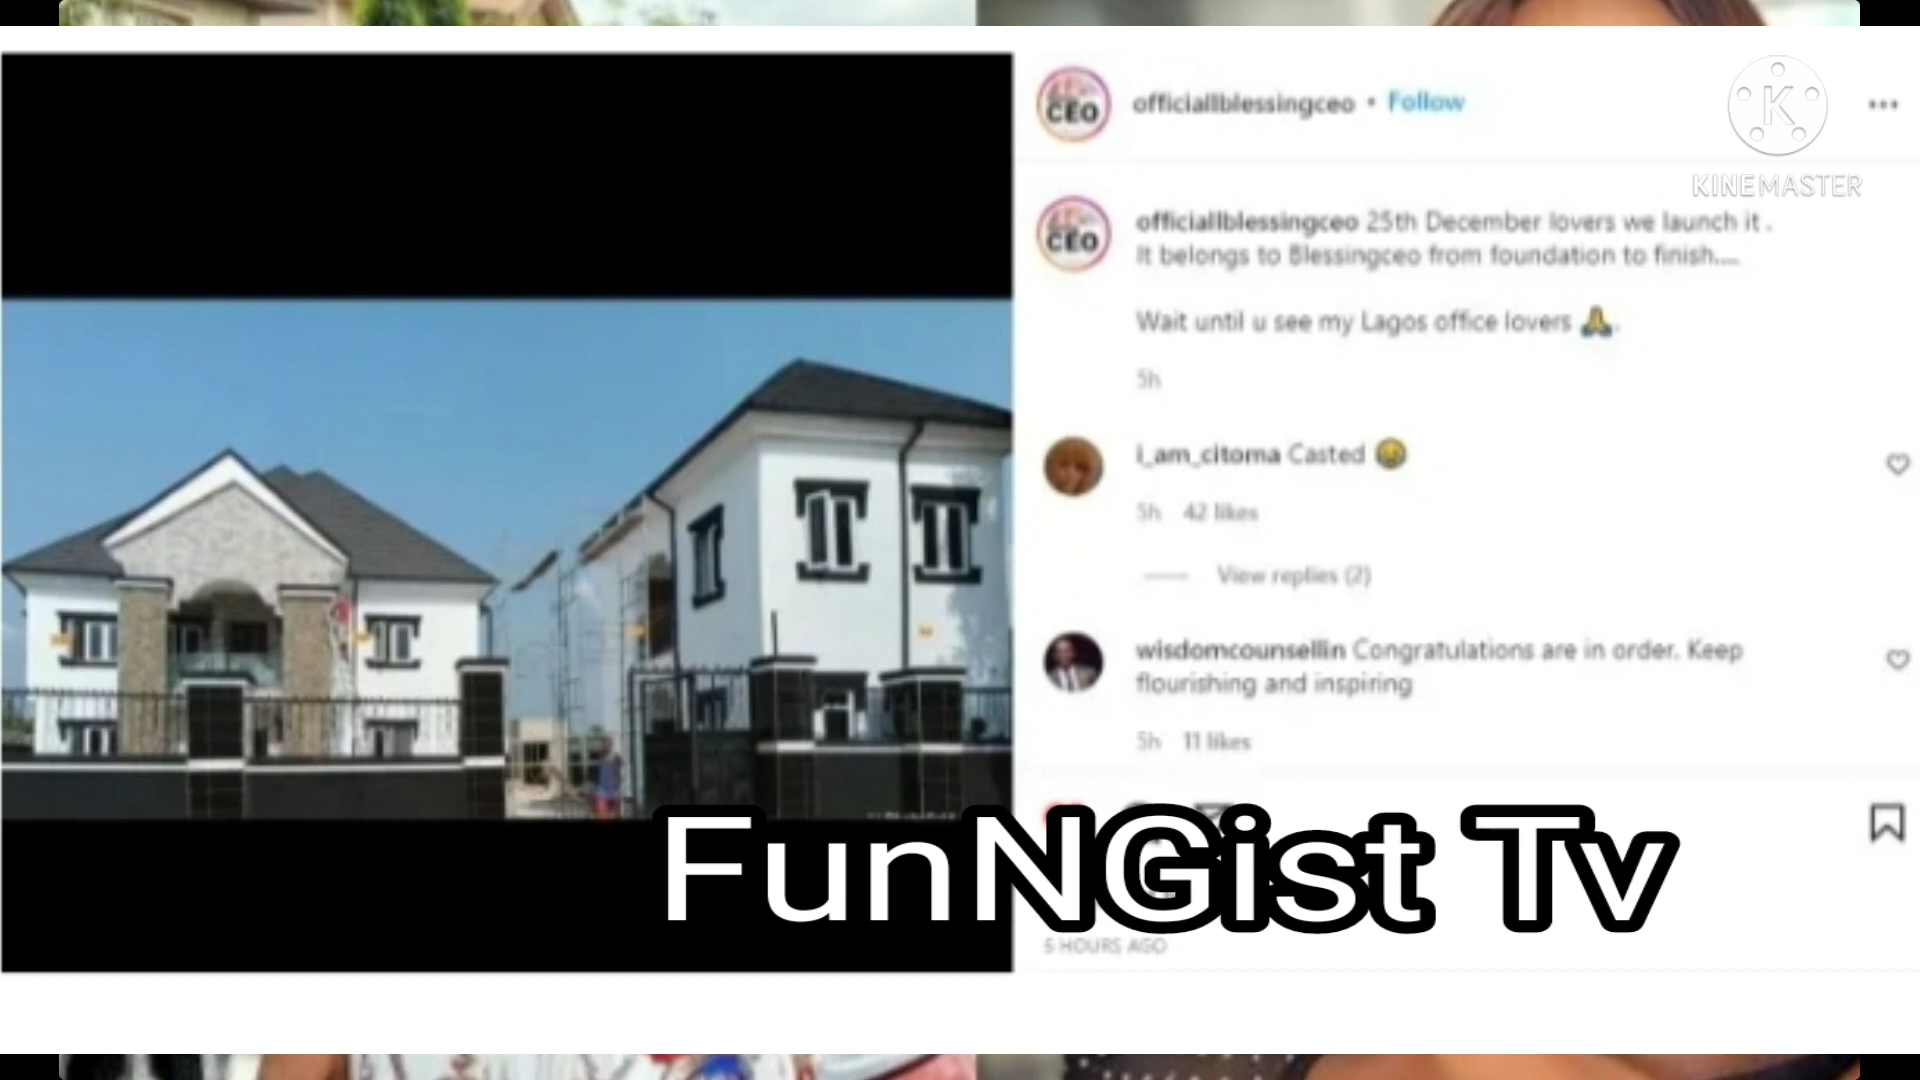 CEO
officiallblessingceo • Follow
KINEMASTER
CEO
officiallblessingceo 25th December lovers we launch it .
It belongs to Blessingceo from foundation to finish....
Wait until u see my Lagos office lovers 🙏.
5h
i_am_citoma Casted 😂
5h 42 likes
View replies (2)
wisdomcounsellin Congratulations are in order. Keep
flourishing and inspiring
5h 11 likes
FunNGist Tv
5 HOURS AGO